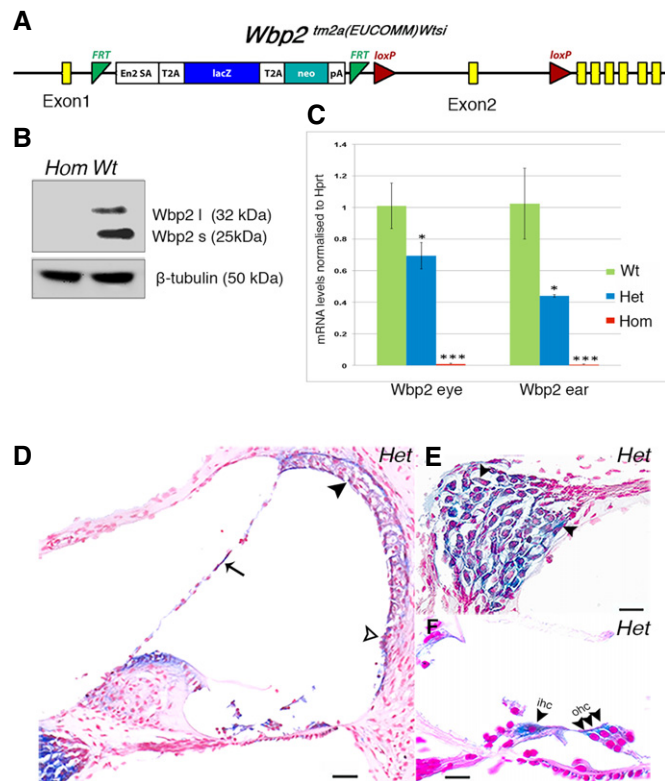 A
Wbp2 tm2a(EUCOMM)Wtsi
FRT
FRT
loxP
loxP
En2 SA
T2A
lacZ
T2A
neo
pA
Exon1
Exon2
B
Hom Wt
Wbp2 l (32 kDa)
Wbp2 s (25kDa)
β-tubulin (50 kDa)
C
mRNA levels normalised to Hprt
1.4
1.2
1
0.8
0.6
0.4
0.2
0
*
***
*
***
Wt
Het
Hom
Wbp2 eye
Wbp2 ear
D
Het
E
Het
F
Het
ihc
ohc